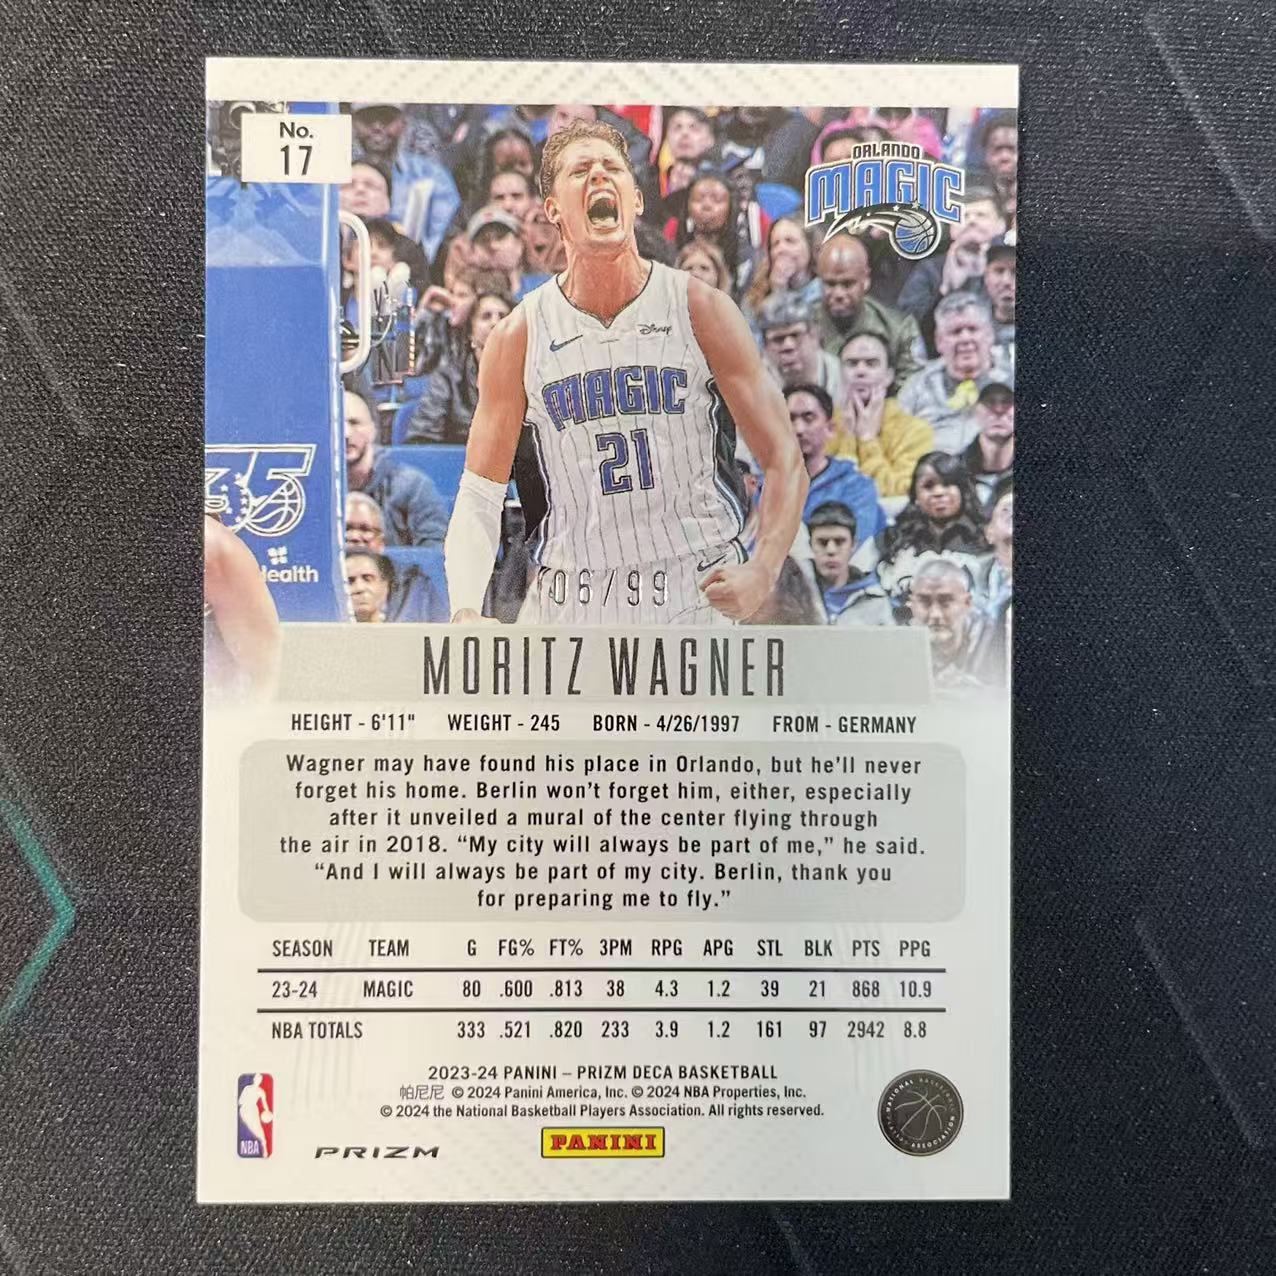 No.
17
ORLANDO
MAGIC
Disney
MAGIC
21
35
Health
06/99
MORITZ WAGNER
HEIGHT - 6'11" WEIGHT - 245 BORN - 4/26/1997 FROM - GERMANY
Wagner may have found his place in Orlando, but he'll never
forget his home. Berlin won't forget him, either, especially
after it unveiled a mural of the center flying through
the air in 2018. “My city will always be part of me,” he said.
“And I will always be part of my city. Berlin, thank you
for preparing me to fly.”
SEASON TEAM G FG% FT% 3PM RPG APG STL BLK PTS PPG
23-24 MAGIC 80 .600 .813 38 4.3 1.2 39 21 868 10.9
NBA TOTALS 333 .521 .820 233 3.9 1.2 161 97 2942 8.8
2023-24 PANINI – PRIZM DECA BASKETBALL
帕尼尼 © 2024 Panini America, Inc. © 2024 NBA Properties, Inc.
© 2024 the National Basketball Players Association. All rights reserved.
NBA
PRIZM
PANINI
NATIONAL BASKETBALL
PLAYERS ASSOCIATION